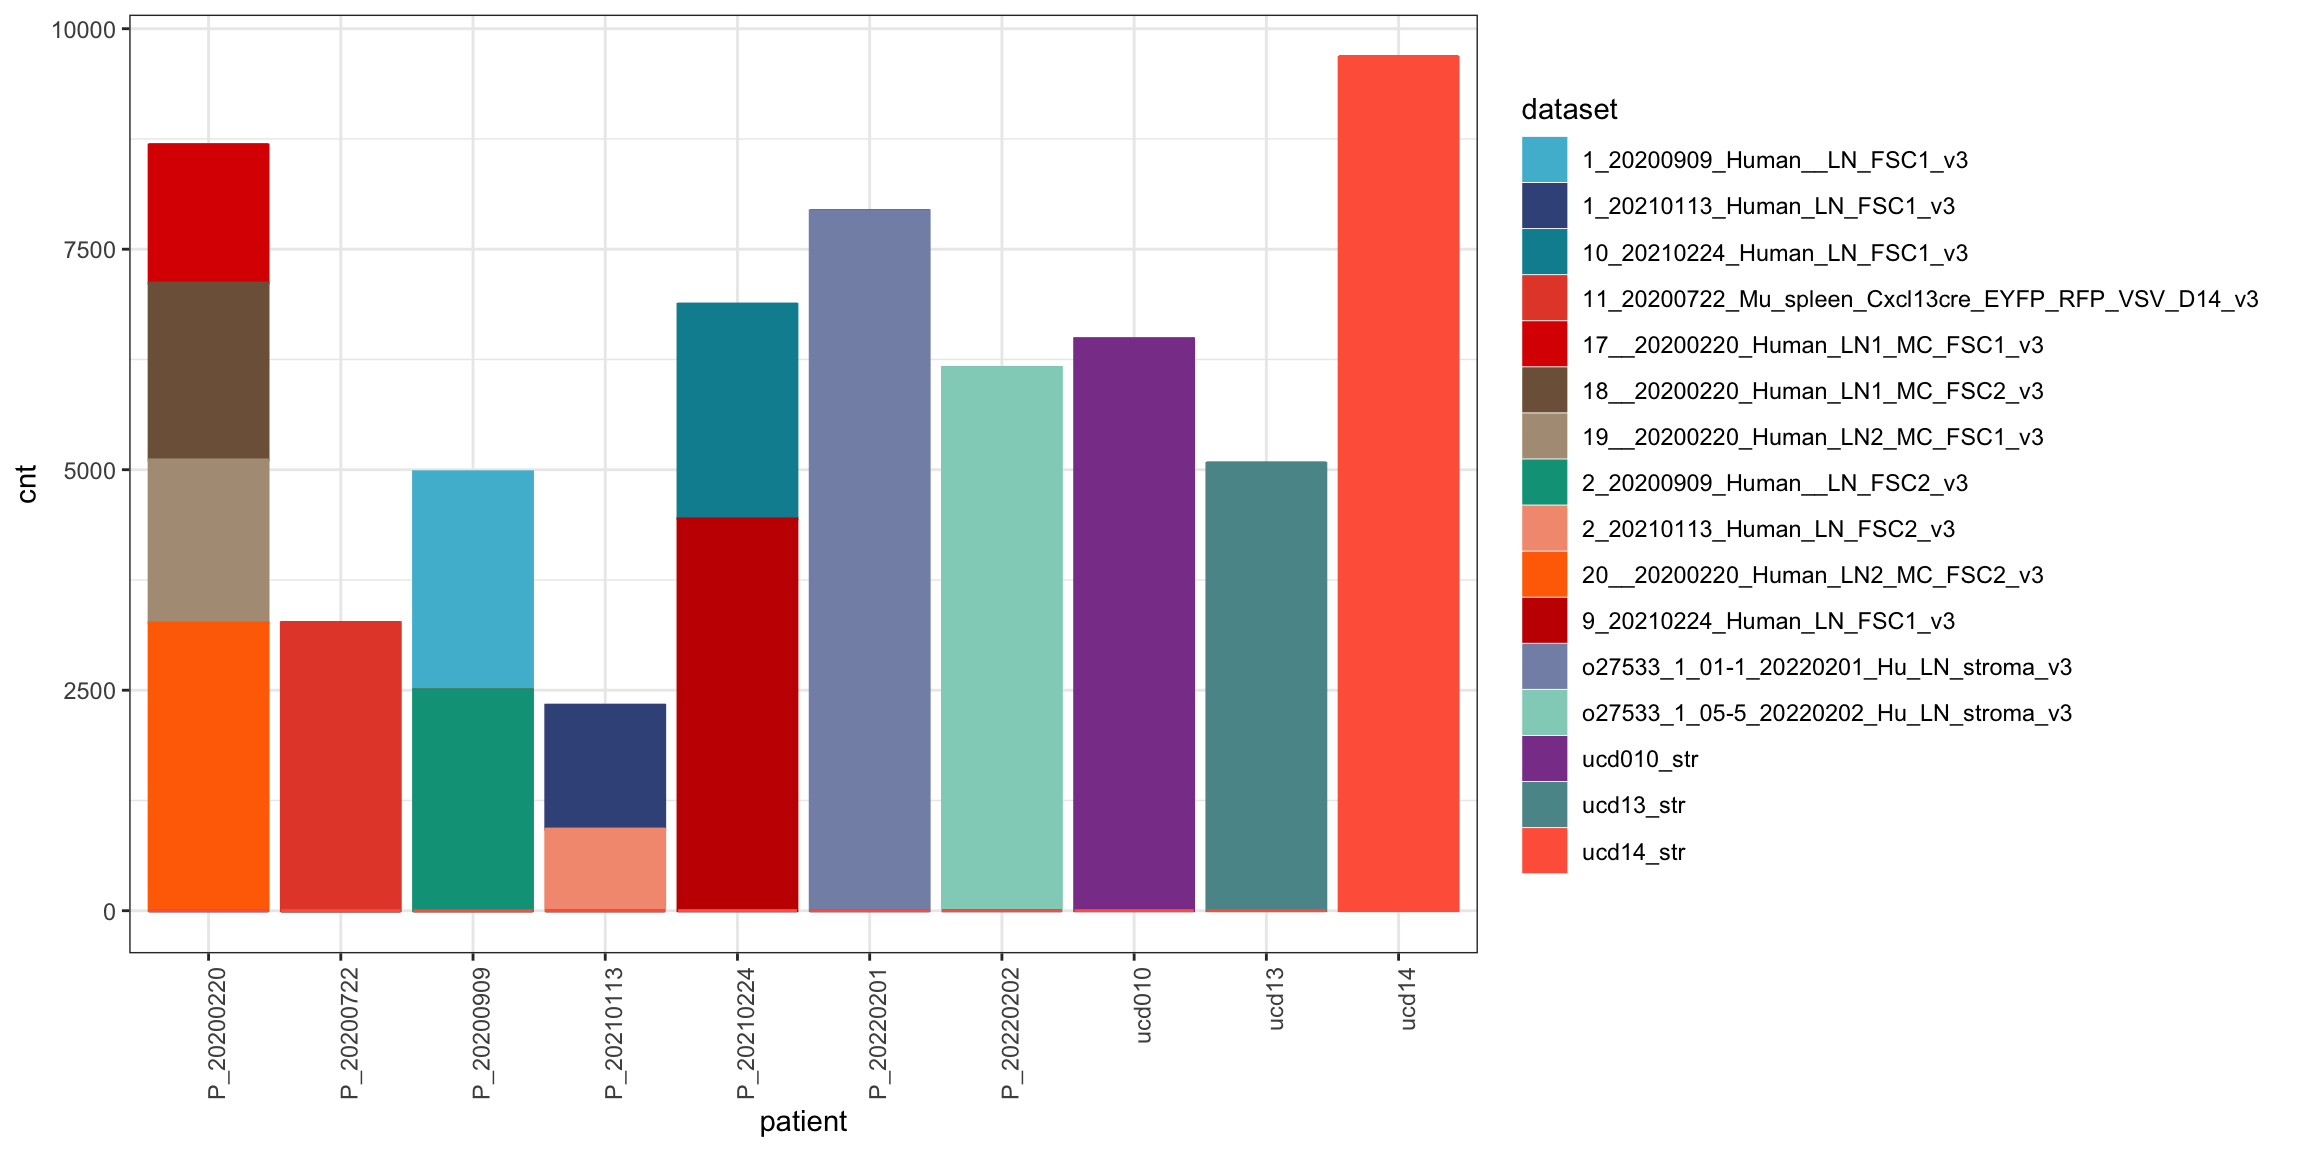 10000
7500
5000
2500
0
cnt
P_20200220
P_20200722
P_20200909
P_20210113
P_20210224
P_20220201
P_20220202
ucd010
ucd13
ucd14
patient
dataset
1_20200909_Human__LN_FSC1_v3
1_20210113_Human_LN_FSC1_v3
10_20210224_Human_LN_FSC1_v3
11_20200722_Mu_spleen_Cxcl13cre_EYFP_RFP_VSV_D14_v3
17__20200220_Human_LN1_MC_FSC1_v3
18__20200220_Human_LN1_MC_FSC2_v3
19__20200220_Human_LN2_MC_FSC1_v3
2_20200909_Human__LN_FSC2_v3
2_20210113_Human_LN_FSC2_v3
20__20200220_Human_LN2_MC_FSC2_v3
9_20210224_Human_LN_FSC1_v3
o27533_1_01-1_20220201_Hu_LN_stroma_v3
o27533_1_05-5_20220202_Hu_LN_stroma_v3
ucd010_str
ucd13_str
ucd14_str